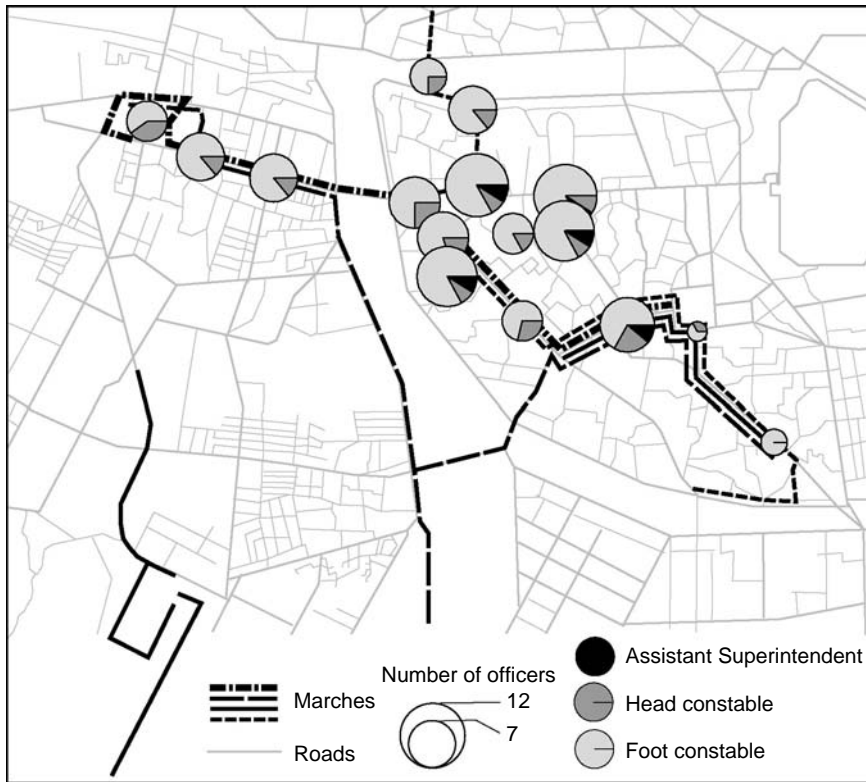 Marches
Roads
Number of officers
12
7
Assistant Superintendent
Head constable
Foot constable